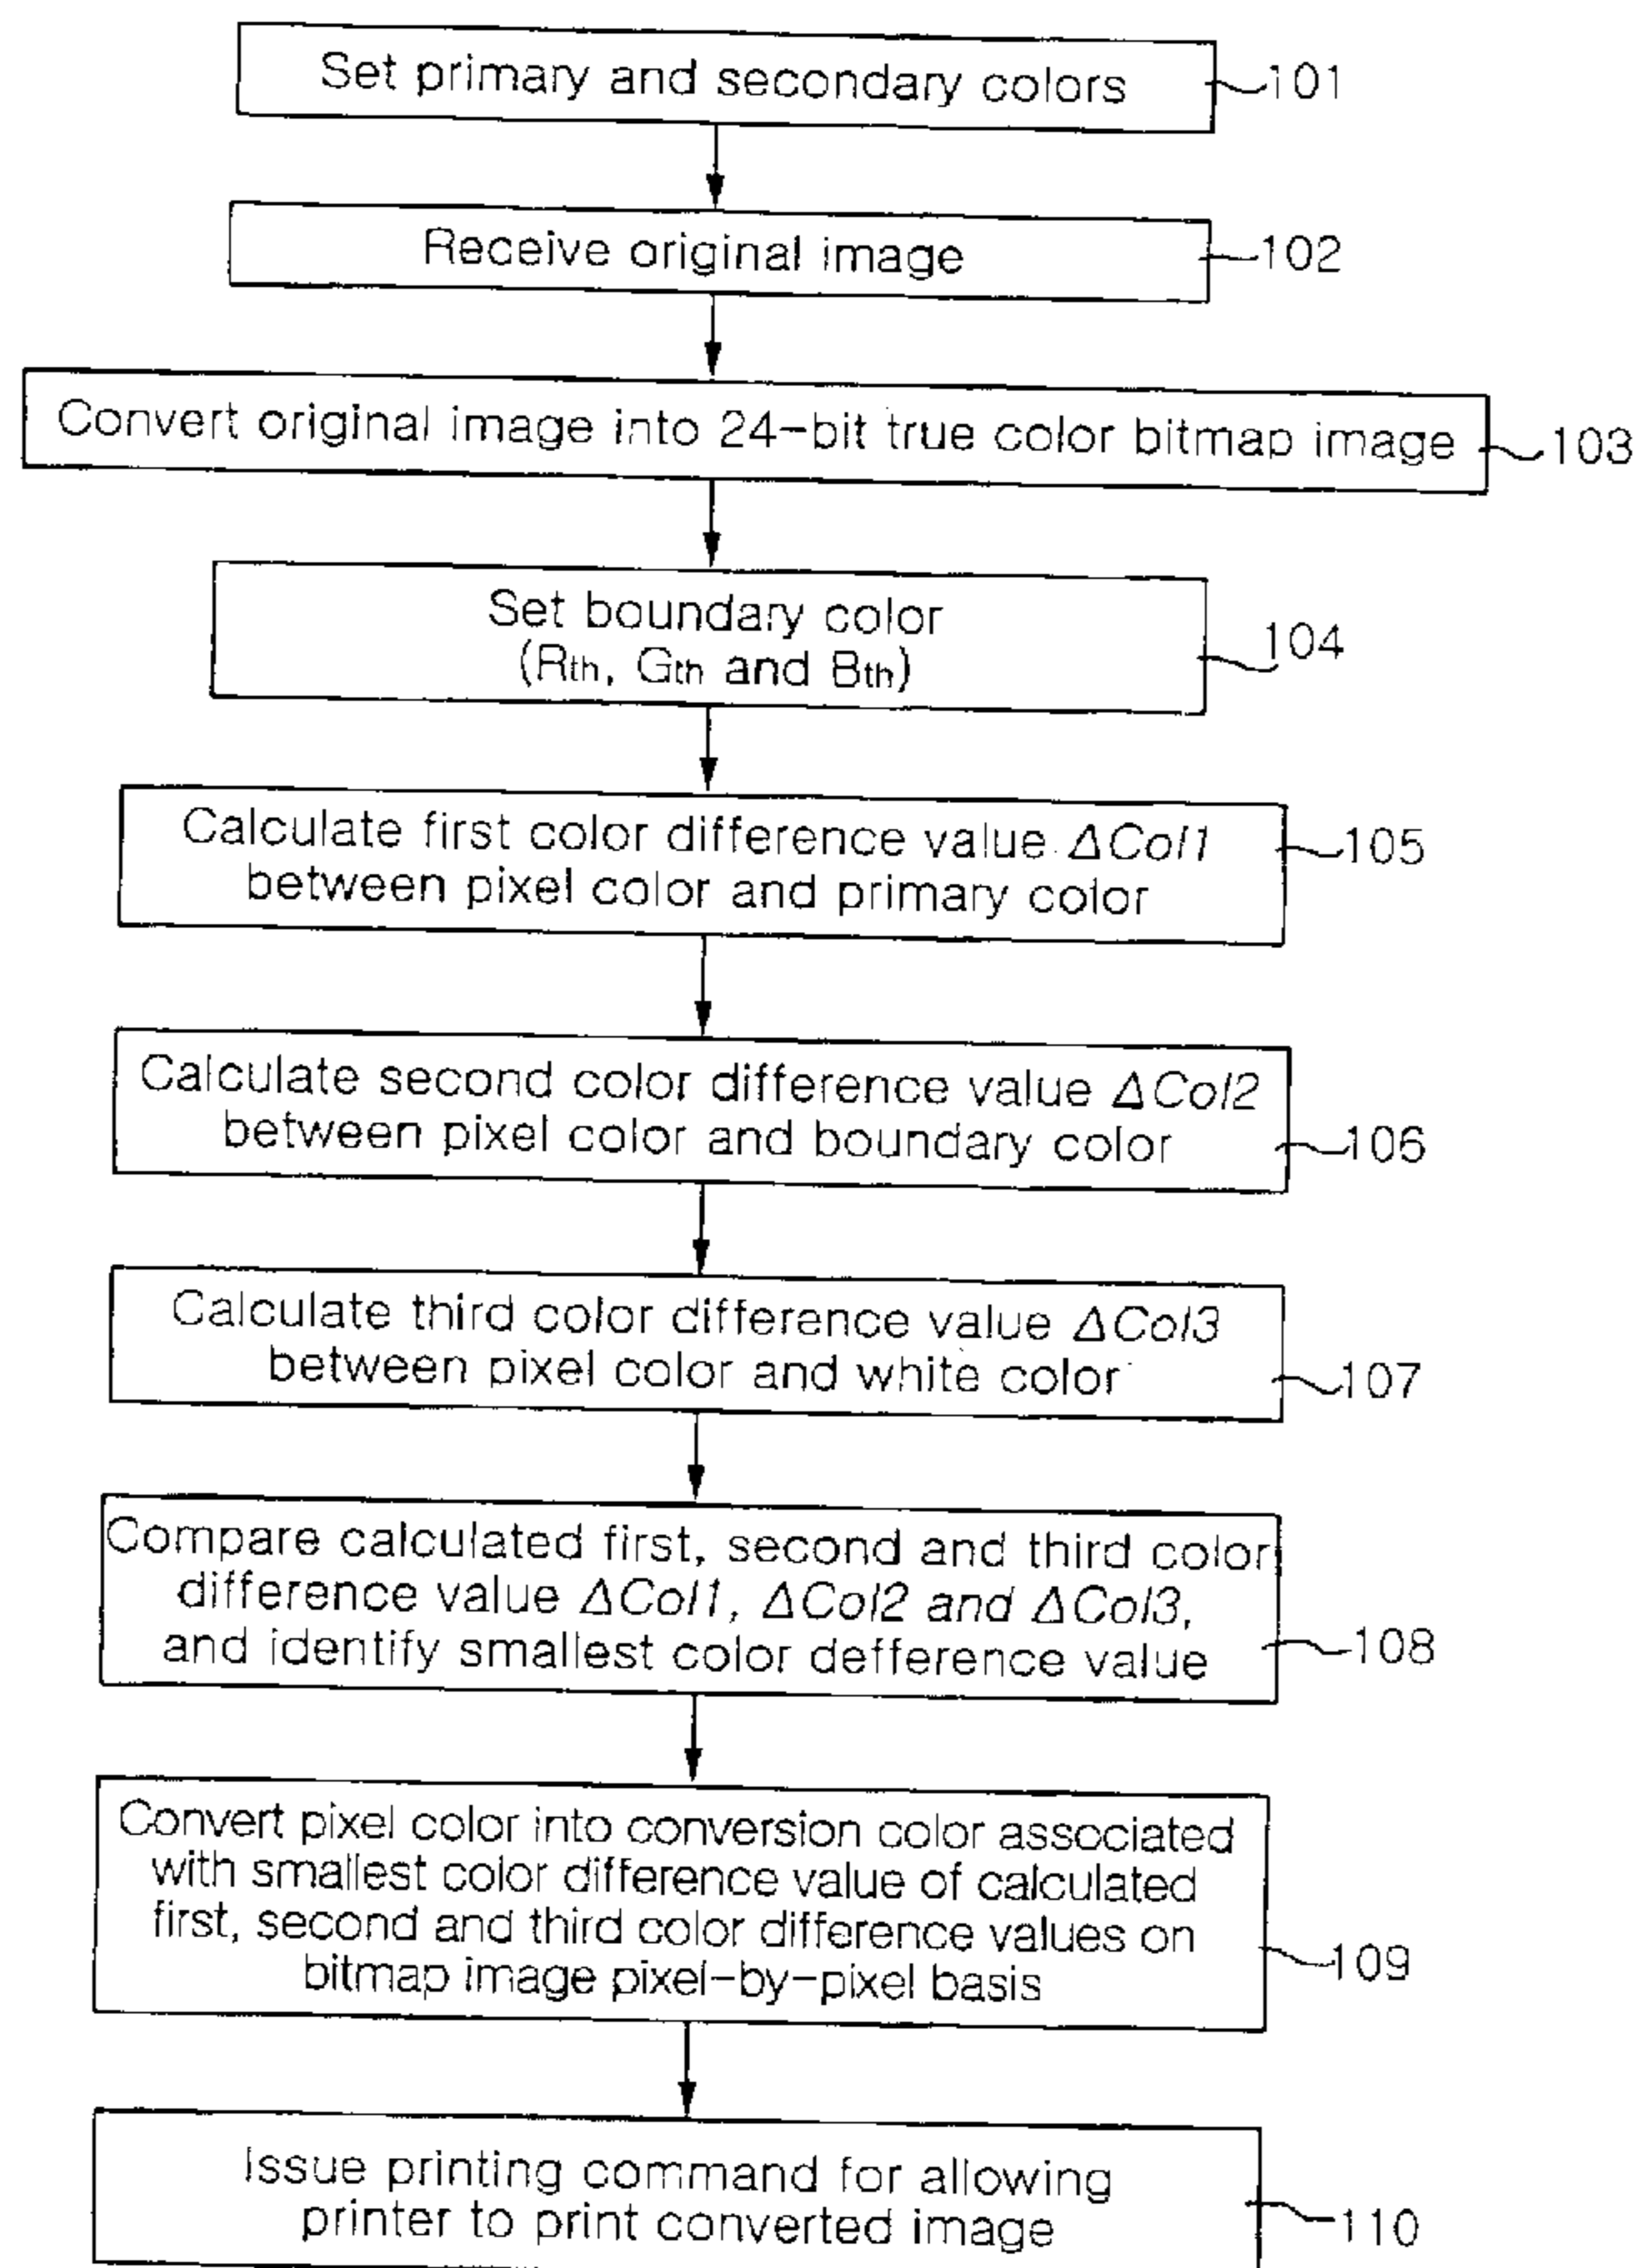 Set primary and secondary colors
101
Receive original image
102
Convert original image into 24-bit true color bitmap image
103
Set boundary color
(Rth, Gth and Bth)
104
Calculate first color difference value ΔCol1
between pixel color and primary color
105
Calculate second color difference value ΔCol2
between pixel color and boundary color
106
Calculate third color difference value ΔCol3
between pixel color and white color
107
Compare calculated first, second and third color
difference value ΔCol1, ΔCol2 and ΔCol3,
and identify smallest color defference value
108
Convert pixel color into conversion color associated
with smallest color difference value of calculated
first, second and third color difference values on
bitmap image pixel-by-pixel basis
109
Issue printing command for allowing
printer to print converted image
110